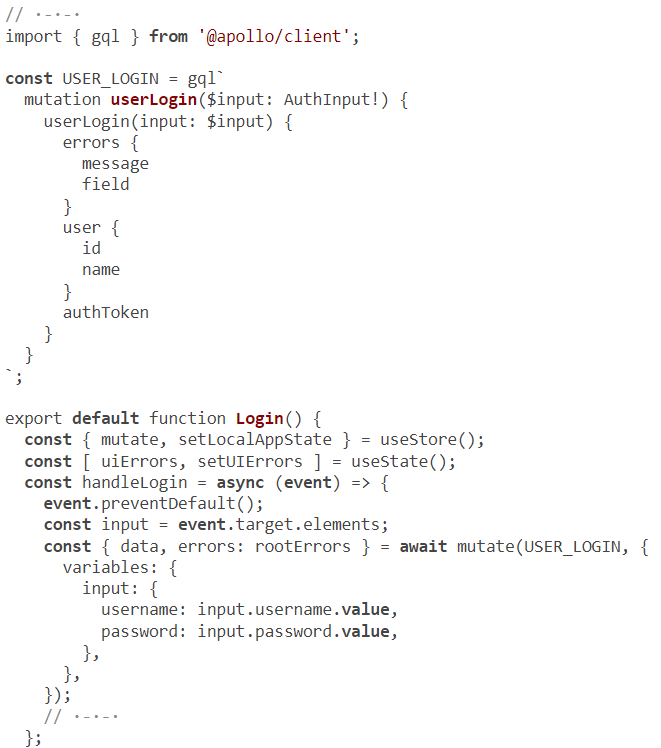 // ·-·-·
import { gql } from '@apollo/client';

const USER_LOGIN = gql`
  mutation userLogin($input: AuthInput!) {
    userLogin(input: $input) {
      errors {
        message
        field
      }
      user {
        id
        name
      }
      authToken
    }
  }
`;

export default function Login() {
  const { mutate, setLocalAppState } = useStore();
  const [ uiErrors, setUIErrors ] = useState();
  const handleLogin = async (event) => {
    event.preventDefault();
    const input = event.target.elements;
    const { data, errors: rootErrors } = await mutate(USER_LOGIN, {
      variables: {
        input: {
          username: input.username.value,
          password: input.password.value,
        },
      },
    });
    // ·-·-·
  };